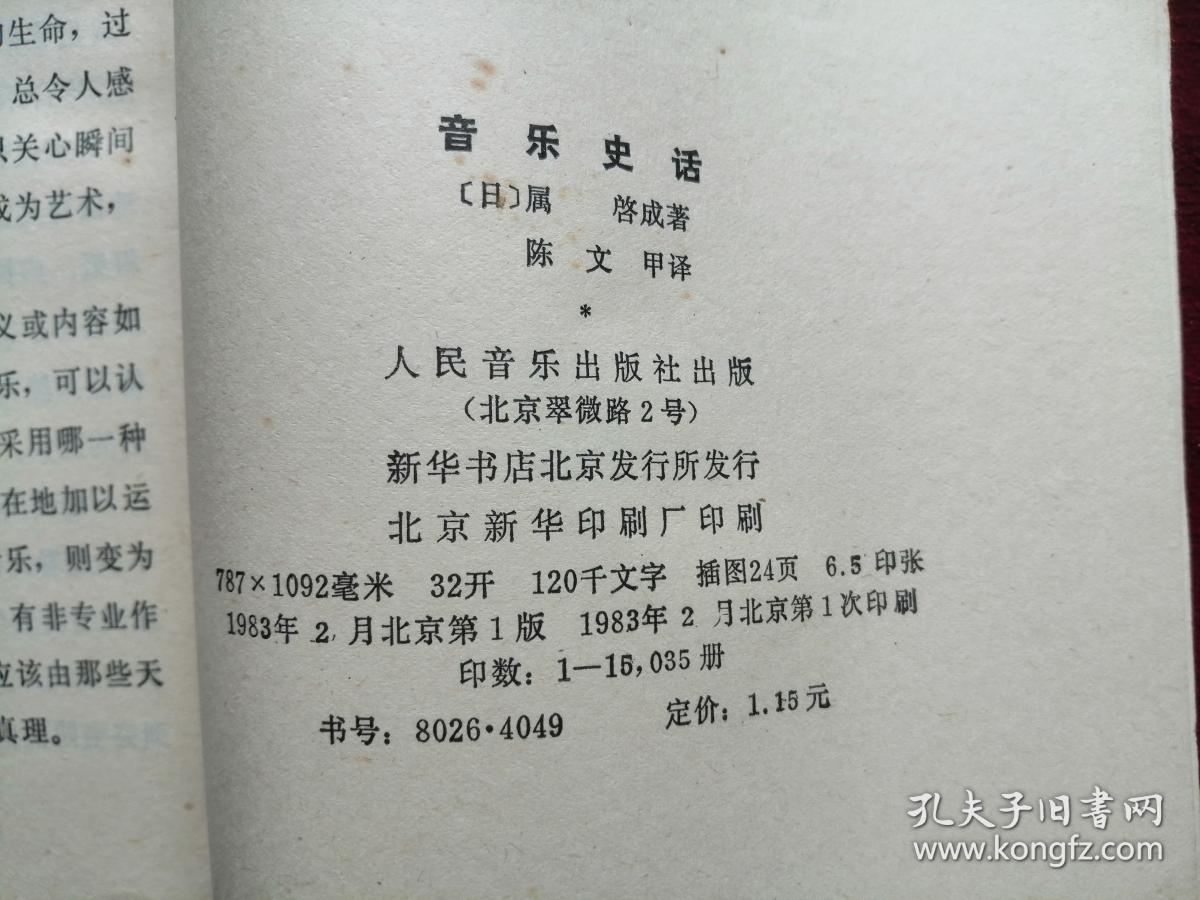 的生命，过
总令人感
只关心瞬间
成为艺术，
义或内容如
乐，可以认
采用哪一种
在地加以运
乐，则变为
有非专业作
应该由那些天
真理。
音乐史话
〔日〕属 啓成著
陈文甲译
*
人民音乐出版社出版
（北京翠微路2号）
新华书店北京发行所发行
北京新华印刷厂印刷
787×1092毫米 32开 120千文字 插图24页 6.5印张
1983年2月北京第1版 1983年2月北京第1次印刷
印数：1—15,035册
书号：8026·4049 定价：1.15元
孔夫子旧书网
www.kongfz.com